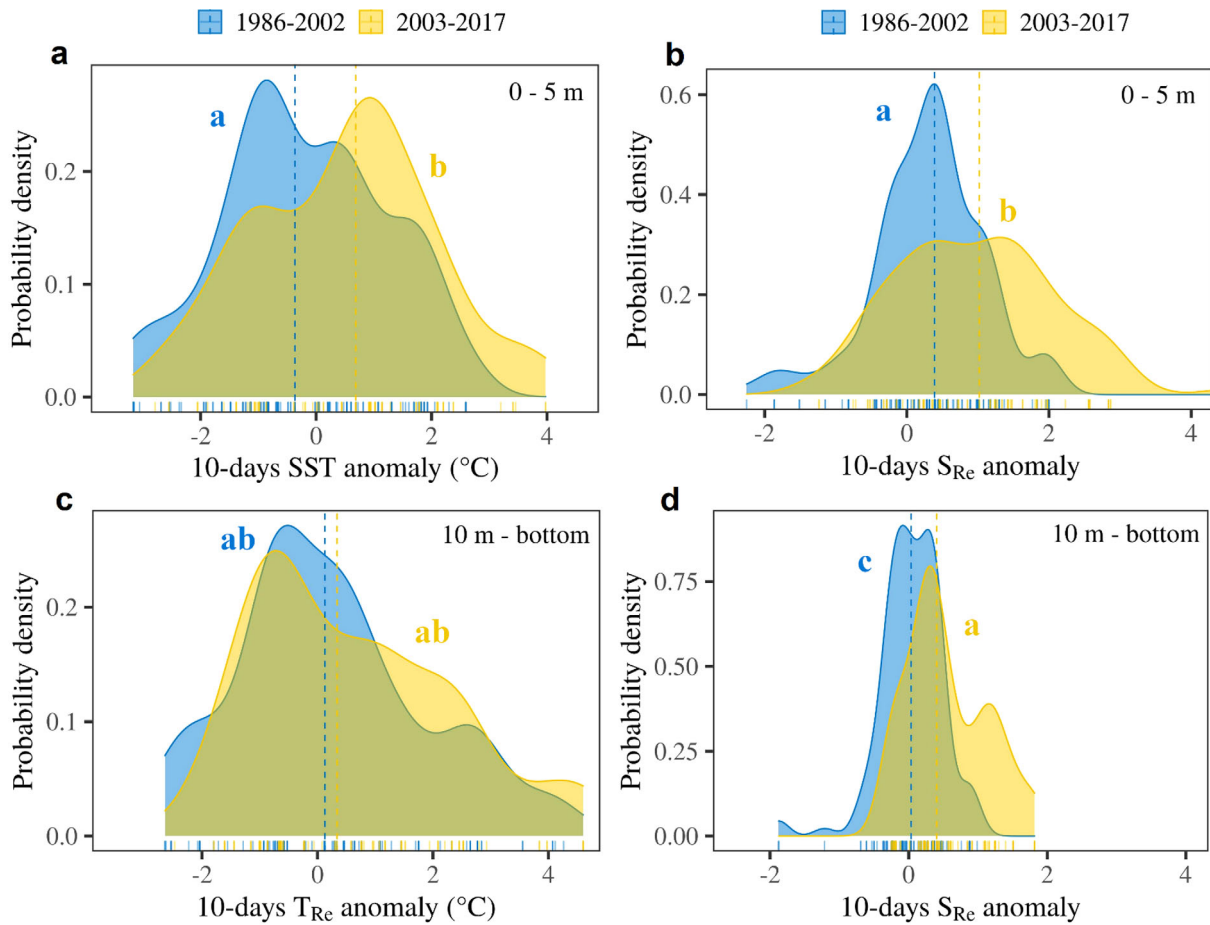 1986-2002 2003-2017
1986-2002 2003-2017
a
0 - 5 m
a
b
Probability density
0.2
0.1
0.0
-2 0 2 4
10-days SST anomaly (°C)
b
0 - 5 m
a
b
Probability density
0.6
0.4
0.2
0.0
-2 0 2 4
10-days SRe anomaly
c
10 m - bottom
ab
ab
Probability density
0.2
0.1
0.0
-2 0 2 4
10-days TRe anomaly (°C)
d
10 m - bottom
c
a
Probability density
0.75
0.50
0.25
0.00
-2 0 2 4
10-days SRe anomaly